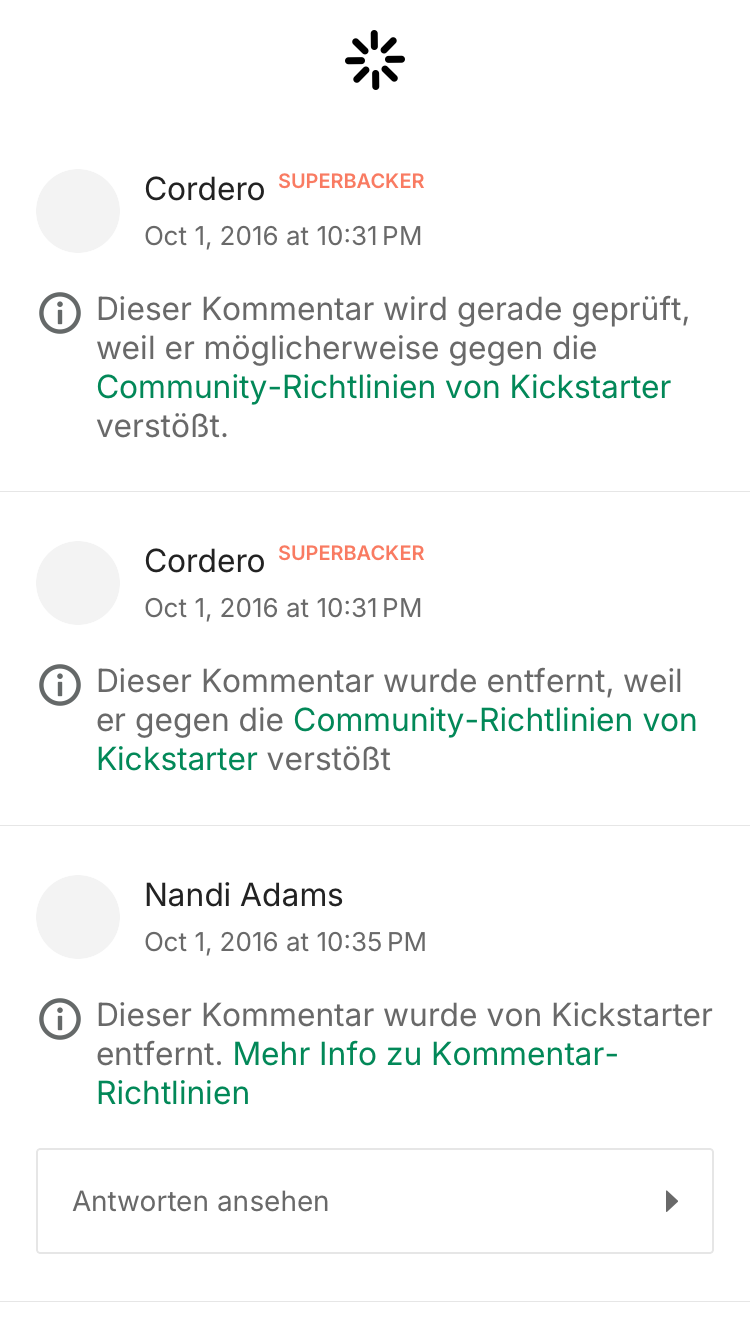 Cordero SUPERBACKER
Oct 1, 2016 at 10:31 PM
Dieser Kommentar wird gerade geprüft,
weil er möglicherweise gegen die
Community-Richtlinien von Kickstarter
verstößt.
Cordero SUPERBACKER
Oct 1, 2016 at 10:31 PM
Dieser Kommentar wurde entfernt, weil
er gegen die Community-Richtlinien von
Kickstarter verstößt
Nandi Adams
Oct 1, 2016 at 10:35 PM
Dieser Kommentar wurde von Kickstarter
entfernt. Mehr Info zu Kommentar-
Richtlinien
Antworten ansehen